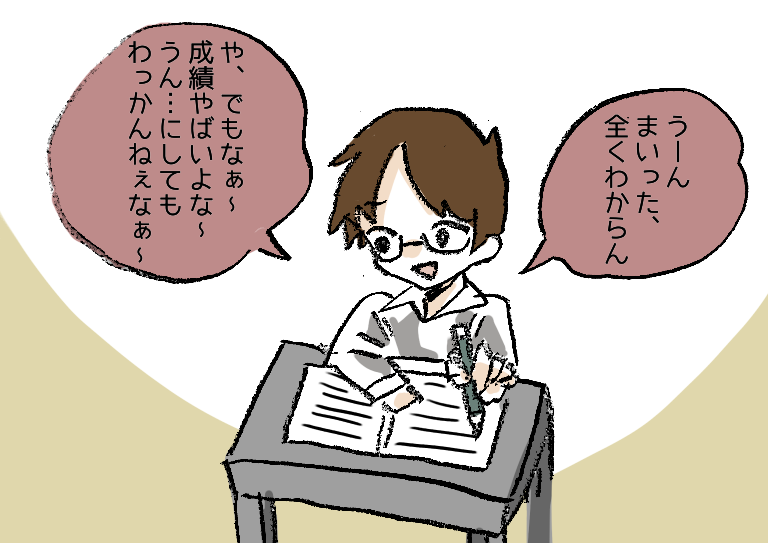 うーん
まいった、
全くわからん
や、でもなぁ~
成績やばいよな~
うん…にしても
わっかんねぇなぁ~